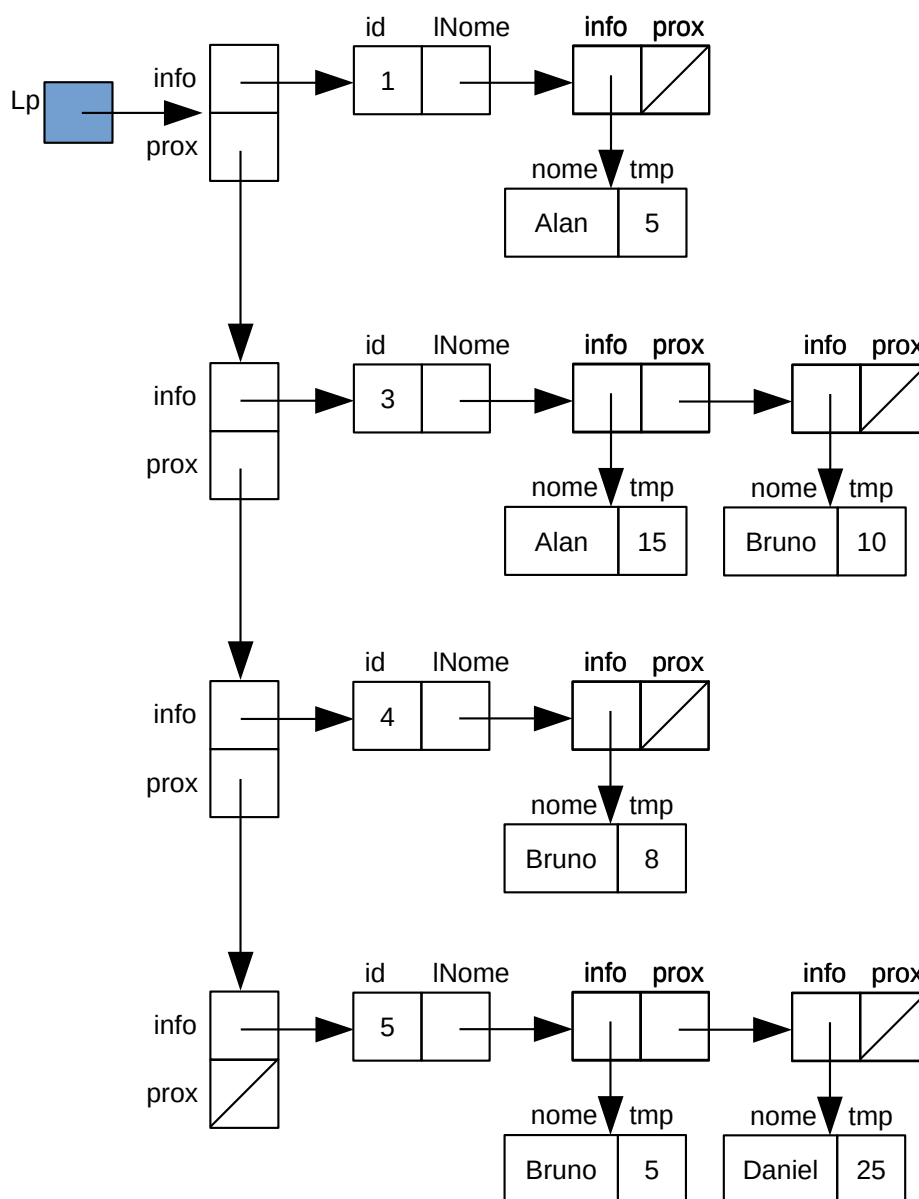 id lNome info prox
info 1
Lp
prox
nome tmp
Alan 5
id lNome info prox info prox
info 3
prox
nome tmp nome tmp
Alan 15 Bruno 10
id lNome info prox
info 4
prox
nome tmp
Bruno 8
id lNome info prox info prox
info 5
prox
nome tmp nome tmp
Bruno 5 Daniel 25